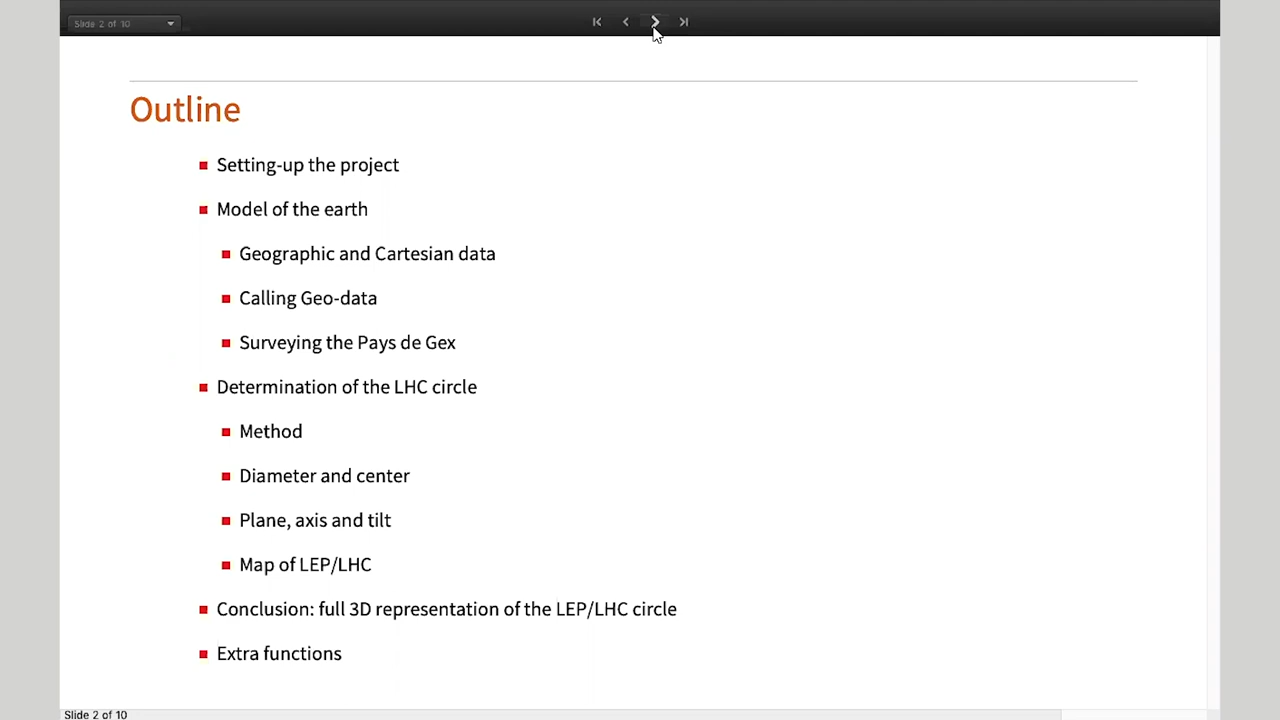 Slide 2 of 10
Outline
Setting-up the project
Model of the earth
Geographic and Cartesian data
Calling Geo-data
Surveying the Pays de Gex
Determination of the LHC circle
Method
Diameter and center
Plane, axis and tilt
Map of LEP/LHC
Conclusion: full 3D representation of the LEP/LHC circle
Extra functions
Slide 2 of 10